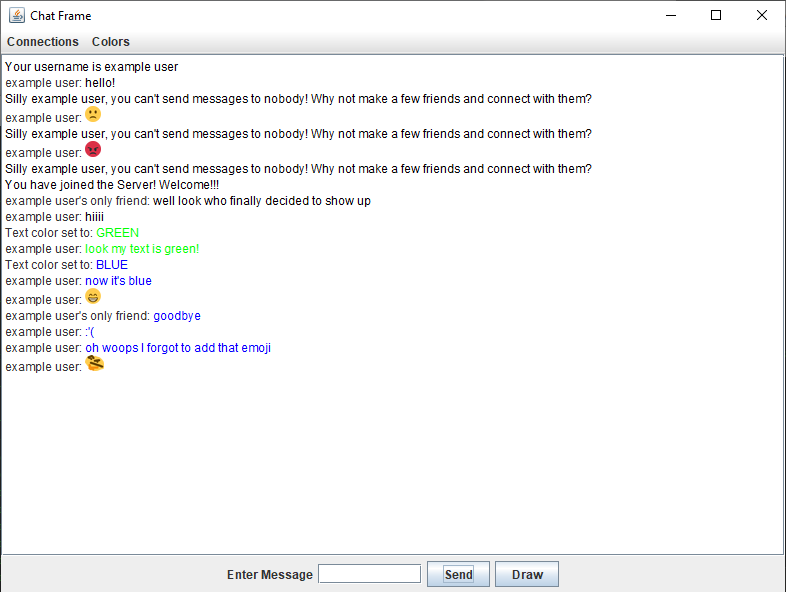 Chat Frame
Connections Colors
Your username is example user
example user: hello!
Silly example user, you can't send messages to nobody! Why not make a few friends and connect with them?
example user: 🙁
Silly example user, you can't send messages to nobody! Why not make a few friends and connect with them?
example user: 😡
Silly example user, you can't send messages to nobody! Why not make a few friends and connect with them?
You have joined the Server! Welcome!!!
example user's only friend: well look who finally decided to show up
example user: hiiii
Text color set to: GREEN
example user: look my text is green!
Text color set to: BLUE
example user: now it's blue
example user: 😁
example user's only friend: goodbye
example user: :'(
example user: oh woops I forgot to add that emoji
example user:
Enter Message Send Draw